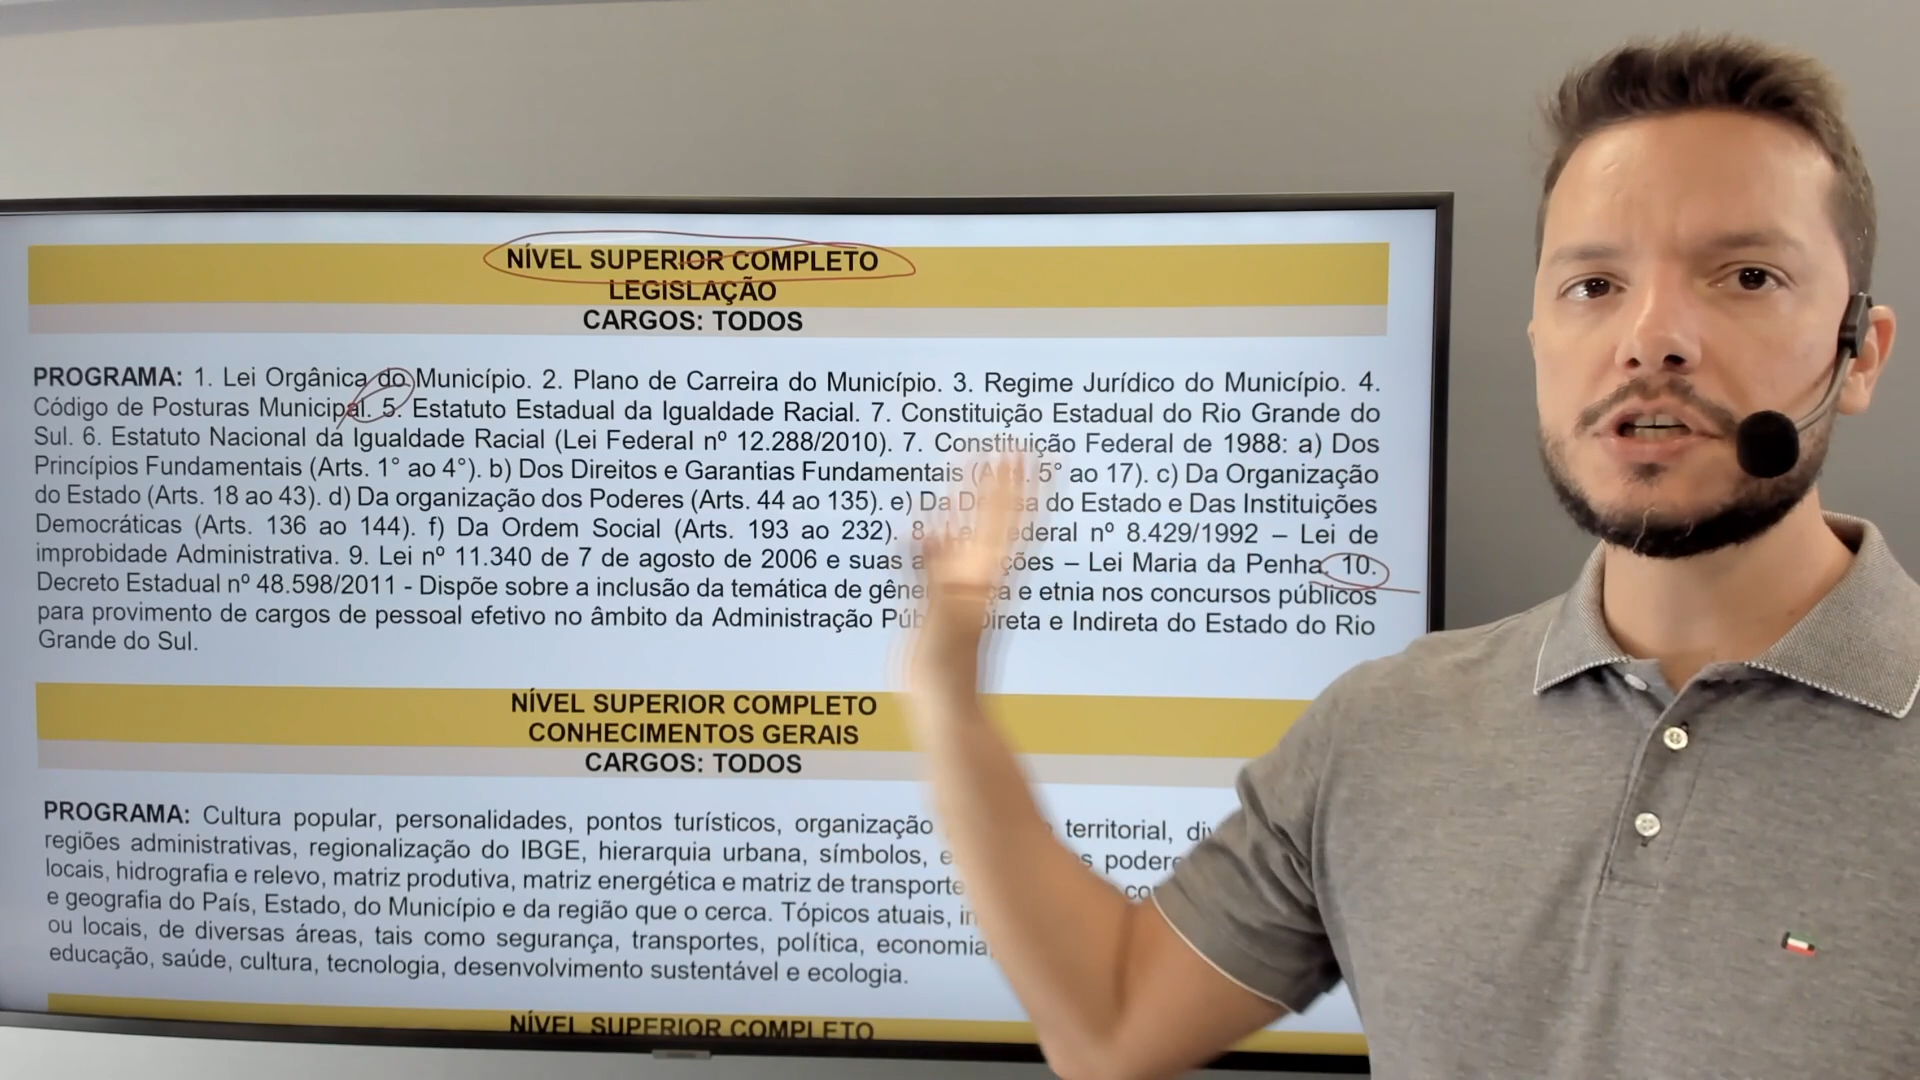 NÍVEL SUPERIOR COMPLETO
LEGISLAÇÃO
CARGOS: TODOS
PROGRAMA: 1. Lei Orgânica do Município. 2. Plano de Carreira do Município. 3. Regime Jurídico do Município. 4.
Código de Posturas Municipal. 5. Estatuto Estadual da Igualdade Racial. 7. Constituição Estadual do Rio Grande do
Sul. 6. Estatuto Nacional da Igualdade Racial (Lei Federal nº 12.288/2010). 7. Constituição Federal de 1988: a) Dos
Princípios Fundamentais (Arts. 1° ao 4°). b) Dos Direitos e Garantias Fundamentais (Arts. 5° ao 17). c) Da Organização
do Estado (Arts. 18 ao 43). d) Da organização dos Poderes (Arts. 44 ao 135). e) Da Defesa do Estado e Das Instituições
Democráticas (Arts. 136 ao 144). f) Da Ordem Social (Arts. 193 ao 232). 8. Lei Federal nº 8.429/1992 – Lei de
improbidade Administrativa. 9. Lei nº 11.340 de 7 de agosto de 2006 e suas – Lei Maria da Penha. 10.
Decreto Estadual nº 48.598/2011 - Dispõe sobre a inclusão da temática de e etnia nos concursos públicos
para provimento de cargos de pessoal efetivo no âmbito da Administração Direta e Indireta do Estado do Rio
Grande do Sul.
NÍVEL SUPERIOR COMPLETO
CONHECIMENTOS GERAIS
CARGOS: TODOS
PROGRAMA: Cultura popular, personalidades, pontos turísticos, organização territorial,
regiões administrativas, regionalização do IBGE, hierarquia urbana, símbolos,
locais, hidrografia e relevo, matriz produtiva, matriz energética e matriz de transporte
e geografia do País, Estado, do Município e da região que o cerca. Tópicos atuais,
ou locais, de diversas áreas, tais como segurança, transportes, política, economia,
educação, saúde, cultura, tecnologia, desenvolvimento sustentável e ecologia.
NÍVEL SUPERIOR COMPLETO